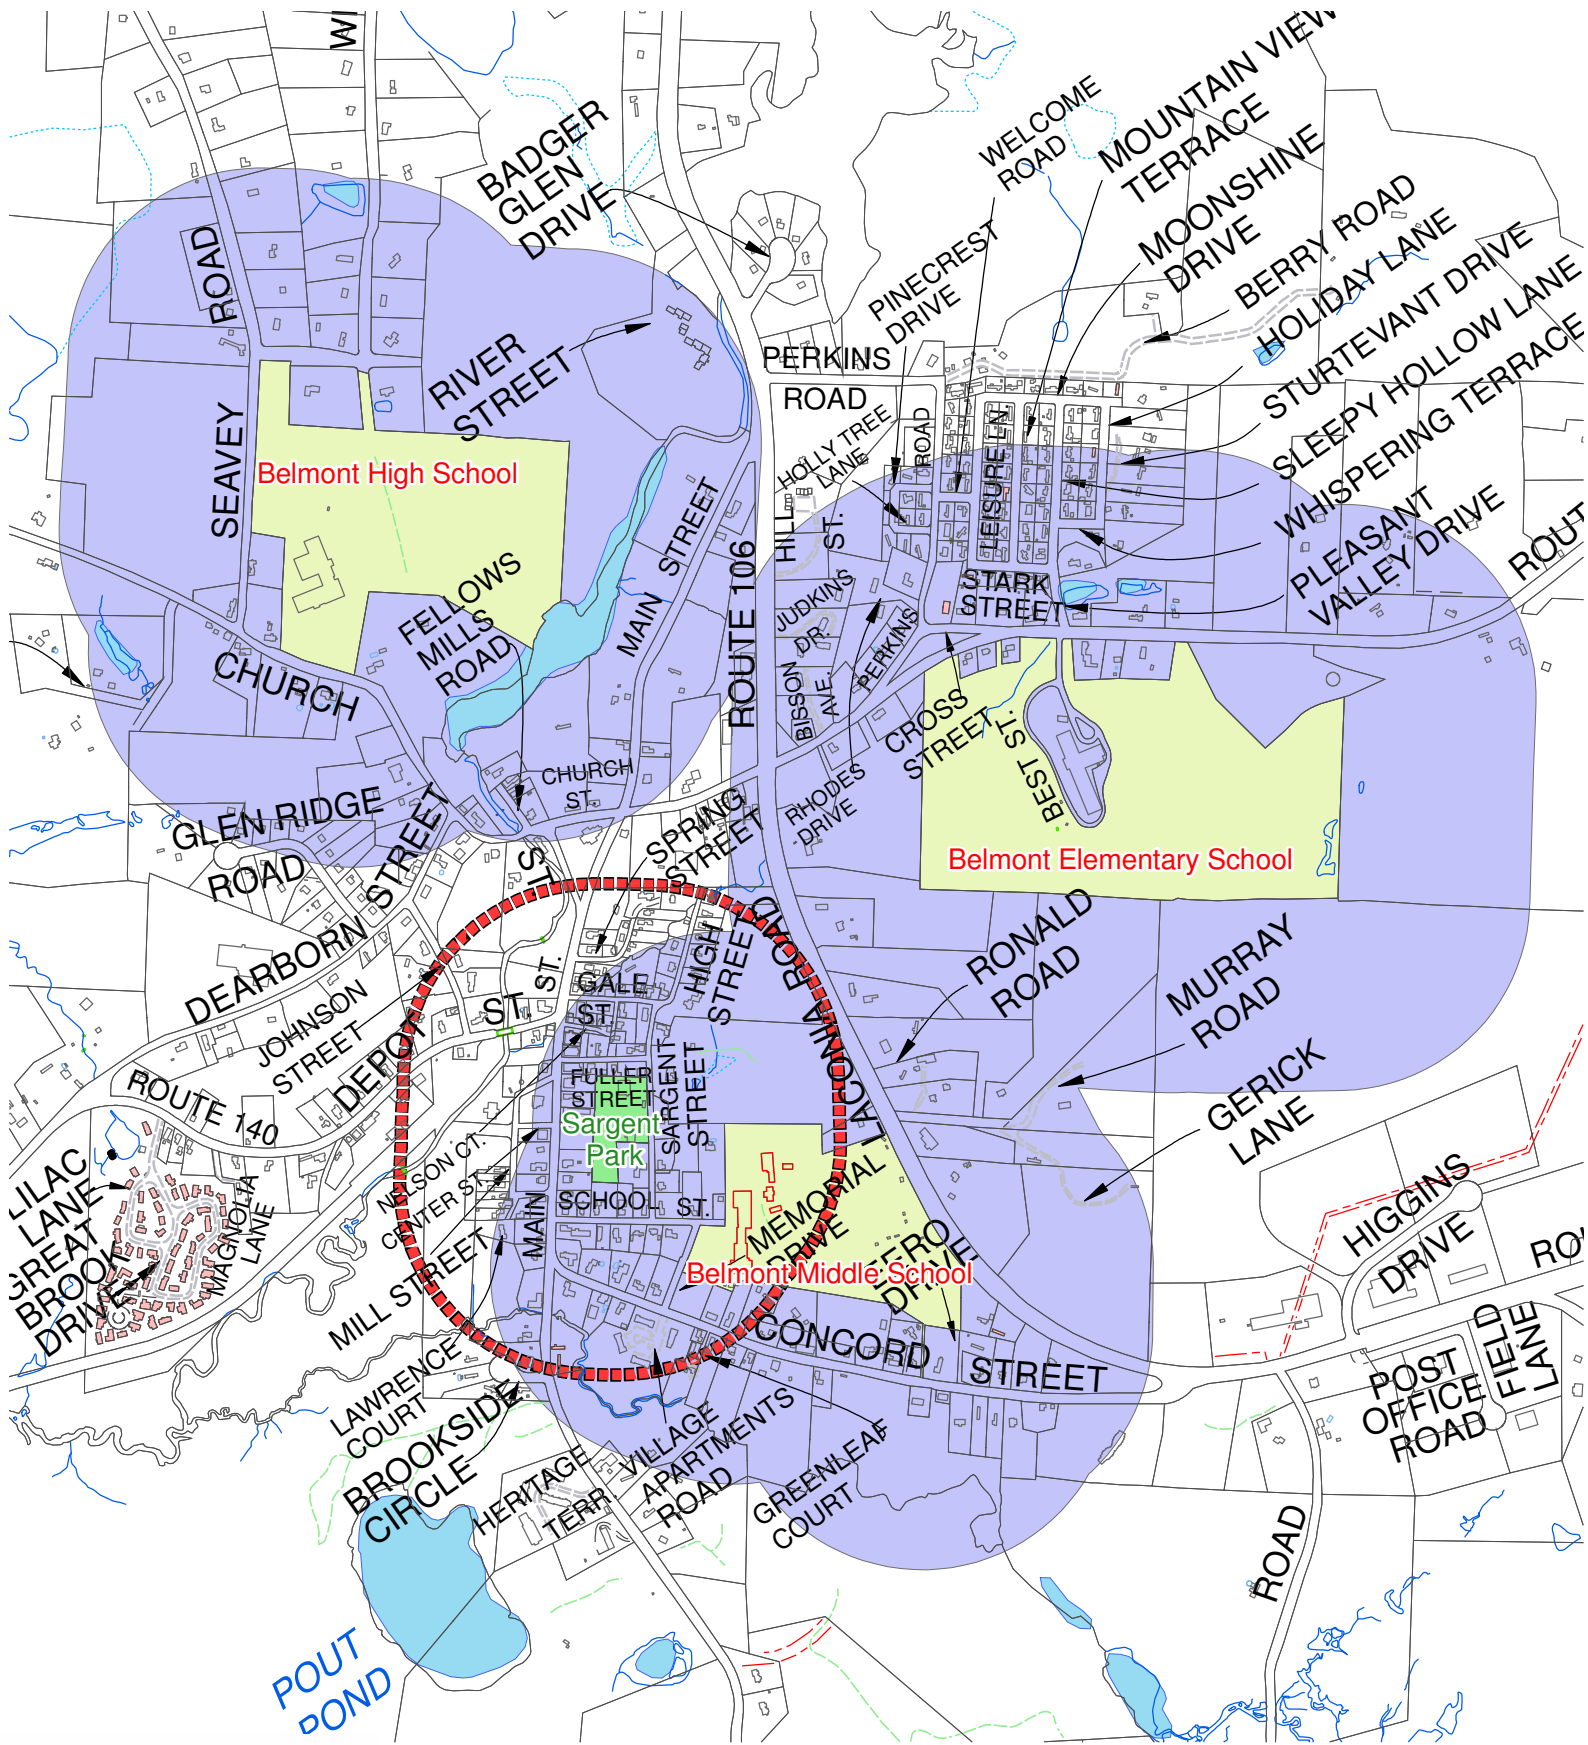 WI
BADGER
GLEN
DRIVE
WELCOME
ROAD
MOUNTAIN VIEW
TERRACE
MOONSHINE
DRIVE
BERRY ROAD
HOLIDAY LANE
STURTEVANT DRIVE
SLEEPY HOLLOW LANE
WHISPERING TERRACE
PLEASANT
VALLEY DRIVE
ROUT
PINECREST
DRIVE
ROAD
RIVER
STREET
PERKINS
ROAD
HOLLY TREE
LANE
ROAD
LEISURE LN.
SEAVEY
Belmont High School
MAIN
STREET
ROUTE 106
HILL
ST.
STARK
STREET
JUDKINS
DR.
PERKINS
BISSON
AVE.
FELLOWS
MILLS
ROAD
CHURCH
CROSS
STREET
BEST ST.
CHURCH
ST.
RHODES
DRIVE
GLEN RIDGE
ROAD
SPRING
STREET
Belmont Elementary School
DEARBORN
STREET
ST.
HIGH
STREET
LACONIA
ROAD
RONALD
ROAD
MURRAY
ROAD
GERICK
LANE
GALE
ST.
ST.
ST.
JOHNSON
STREET
DEPOT
ROUTE 140
FULLER
STREET
SARGENT
STREET
Sargent
Park
NELSON CT.
CENTER ST.
MILL STREET
MAIN
SCHOOL
ST.
MEMORIAL
DRIVE
Belmont Middle School
ZERO
DRIVE
LILAC
LANE
GREAT
BROOK
DRIVE
MAGNOLIA
LANE
HIGGINS
DRIVE
ROU
CONCORD
STREET
POST
OFFICE
ROAD
FIELD
LANE
LAWRENCE
COURT
BROOKSIDE
CIRCLE
HERITAGE
TERR.
VILLAGE
APARTMENTS
ROAD
GREENLEAF
COURT
ROAD
POUT
POND